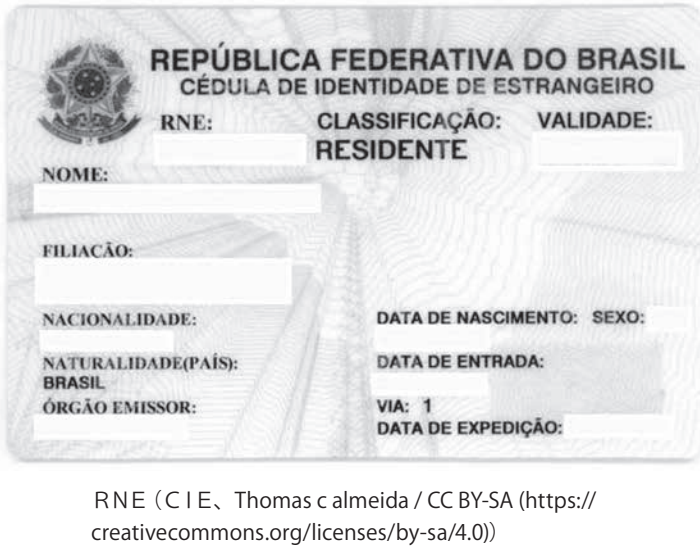 REPÚBLICA FEDERATIVA DO BRASIL
CÉDULA DE IDENTIDADE DE ESTRANGEIRO
RNE: CLASSIFICAÇÃO: VALIDADE:
RESIDENTE
NOME:
FILIACÃO:
NACIONALIDADE: DATA DE NASCIMENTO: SEXO:
NATURALIDADE(PAÍS): DATA DE ENTRADA:
BRASIL
ÓRGÃO EMISSOR: VIA: 1
DATA DE EXPEDIÇÃO:
ＲＮＥ（ＣＩＥ、Thomas c almeida / CC BY-SA (https://
creativecommons.org/licenses/by-sa/4.0)）